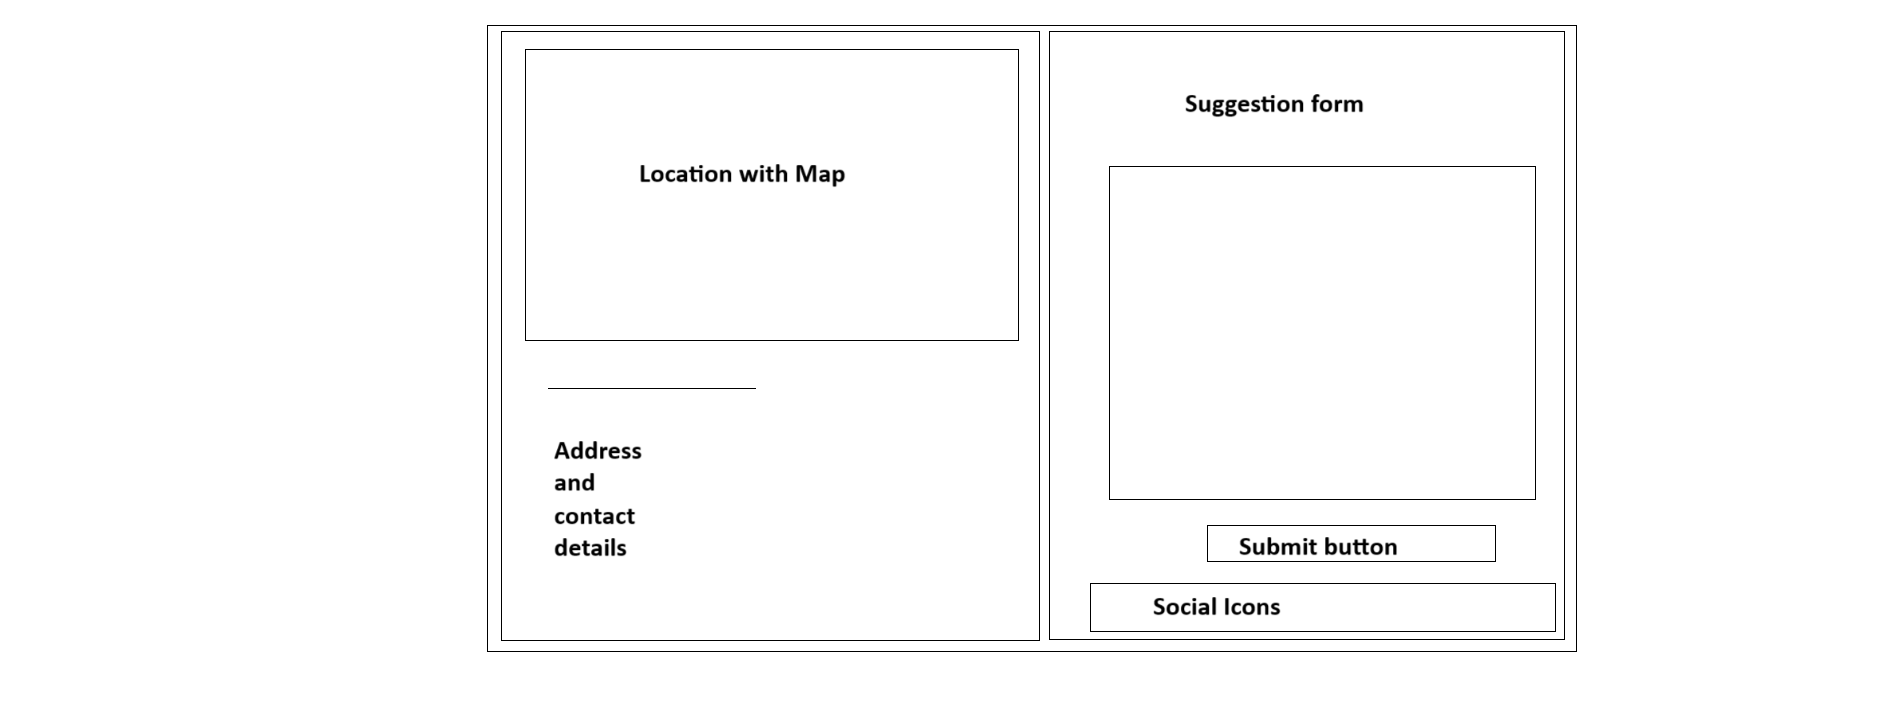 Location with Map
Address
and
contact
details
Suggestion form
Submit button
Social Icons